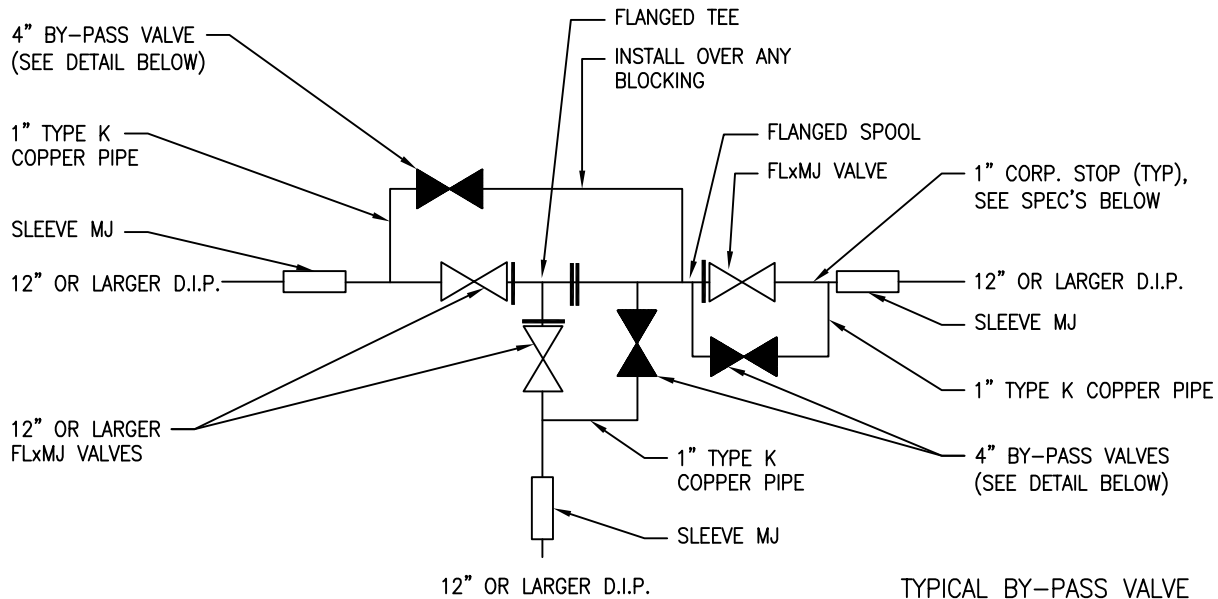 4” BY–PASS VALVE
(SEE DETAIL BELOW)
FLANGED TEE
INSTALL OVER ANY
BLOCKING
1” TYPE K
COPPER PIPE
FLANGED SPOOL
FLxMJ VALVE
1” CORP. STOP (TYP),
SEE SPEC'S BELOW
SLEEVE MJ
12” OR LARGER D.I.P.
12” OR LARGER D.I.P.
SLEEVE MJ
1” TYPE K COPPER PIPE
12” OR LARGER
FLxMJ VALVES
1” TYPE K
COPPER PIPE
4” BY–PASS VALVES
(SEE DETAIL BELOW)
SLEEVE MJ
12” OR LARGER D.I.P.
TYPICAL BY–PASS VALVE